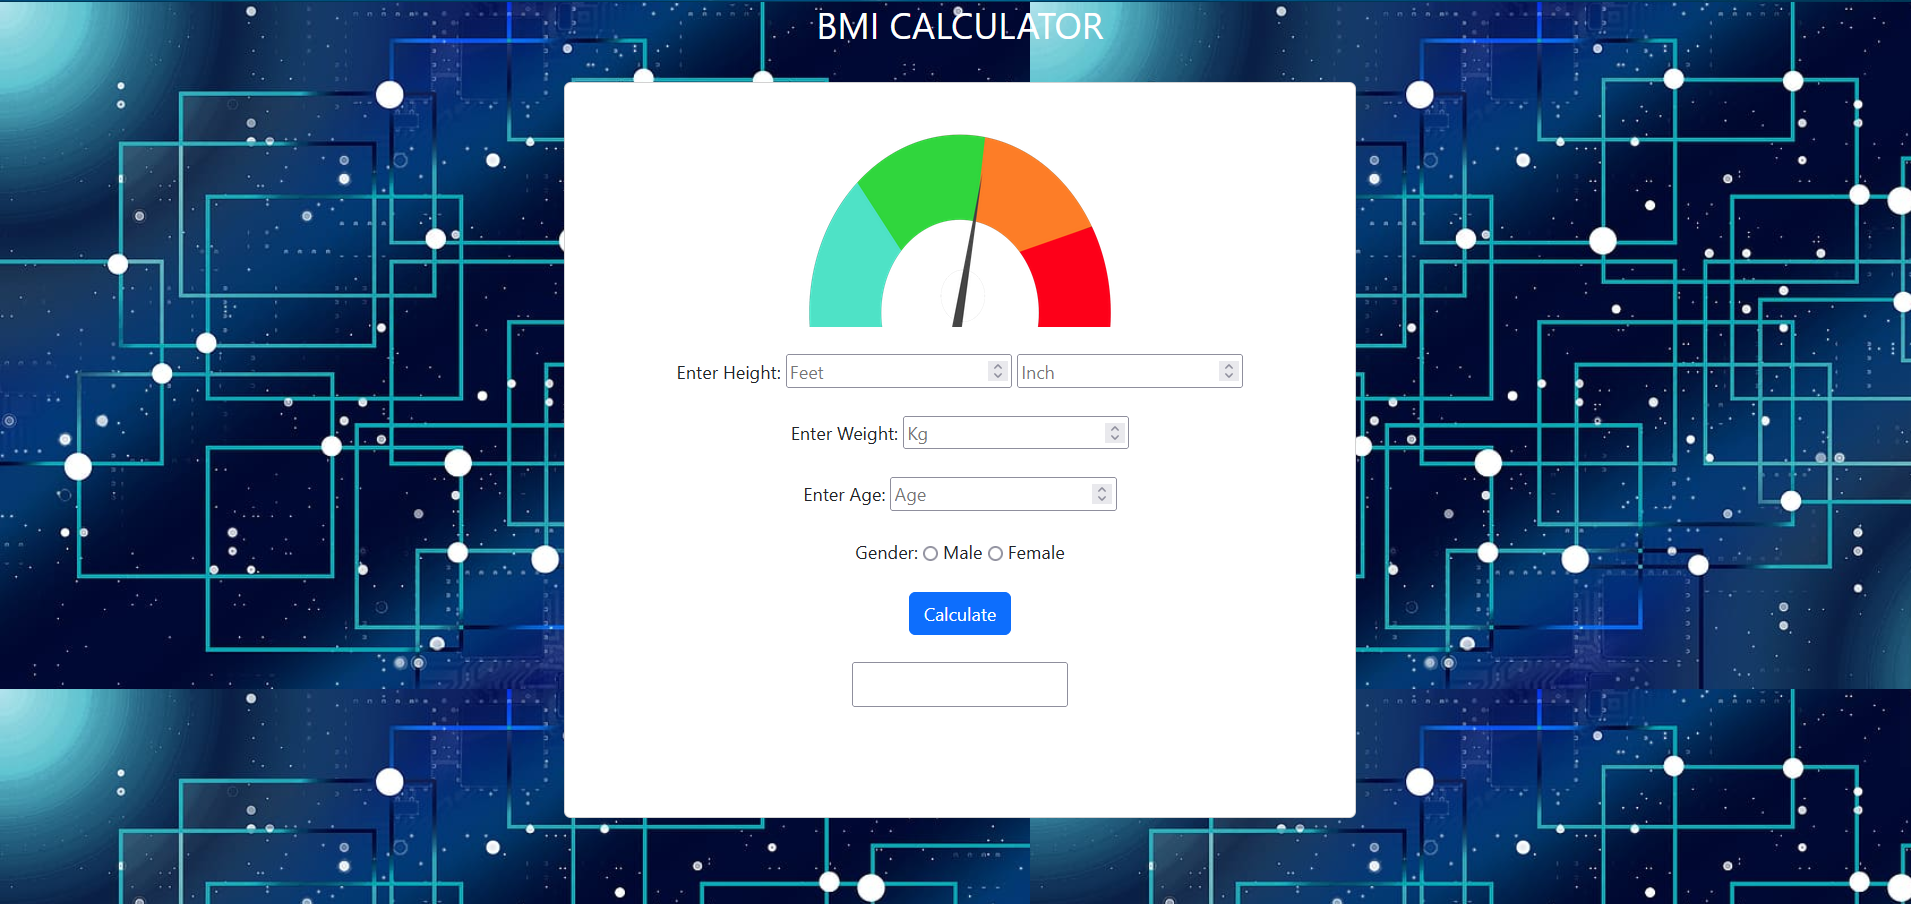 BMI CALCULATOR
Enter Height: Feet Inch
Enter Weight: Kg
Enter Age: Age
Gender: Male Female
Calculate